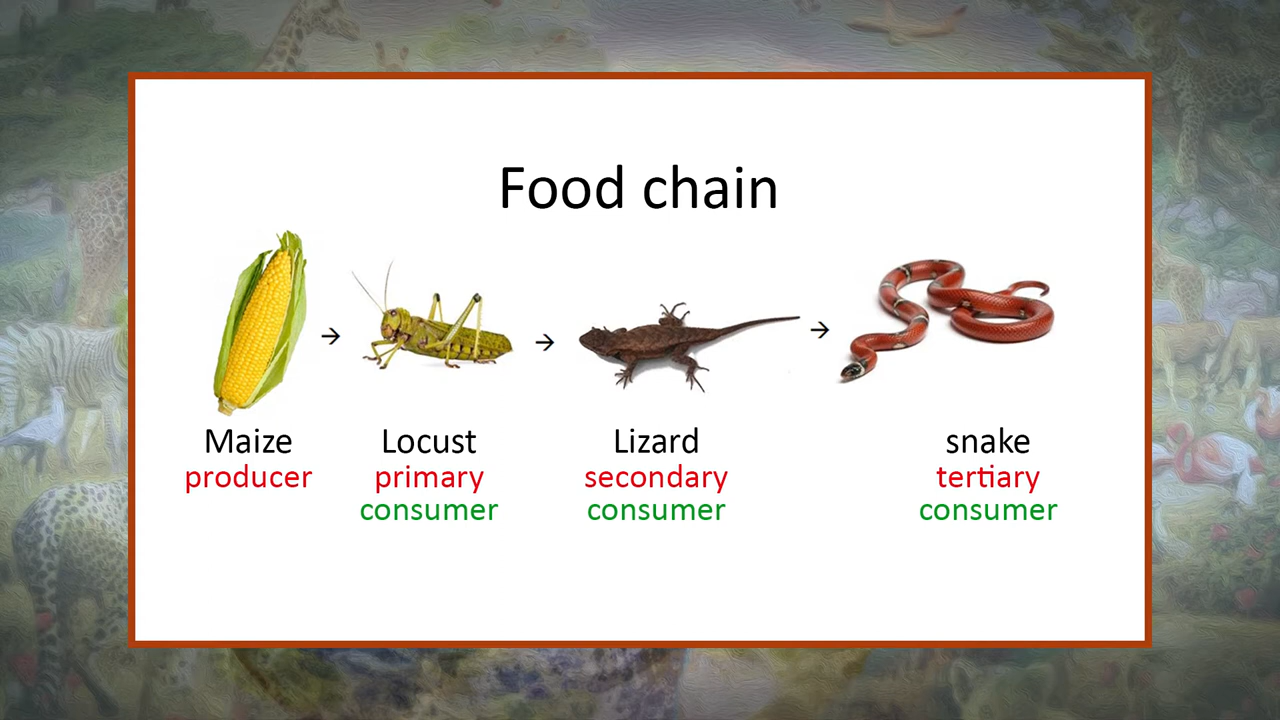 Food chain
→ → →
Maize Locust Lizard snake
producer primary secondary tertiary
consumer consumer consumer